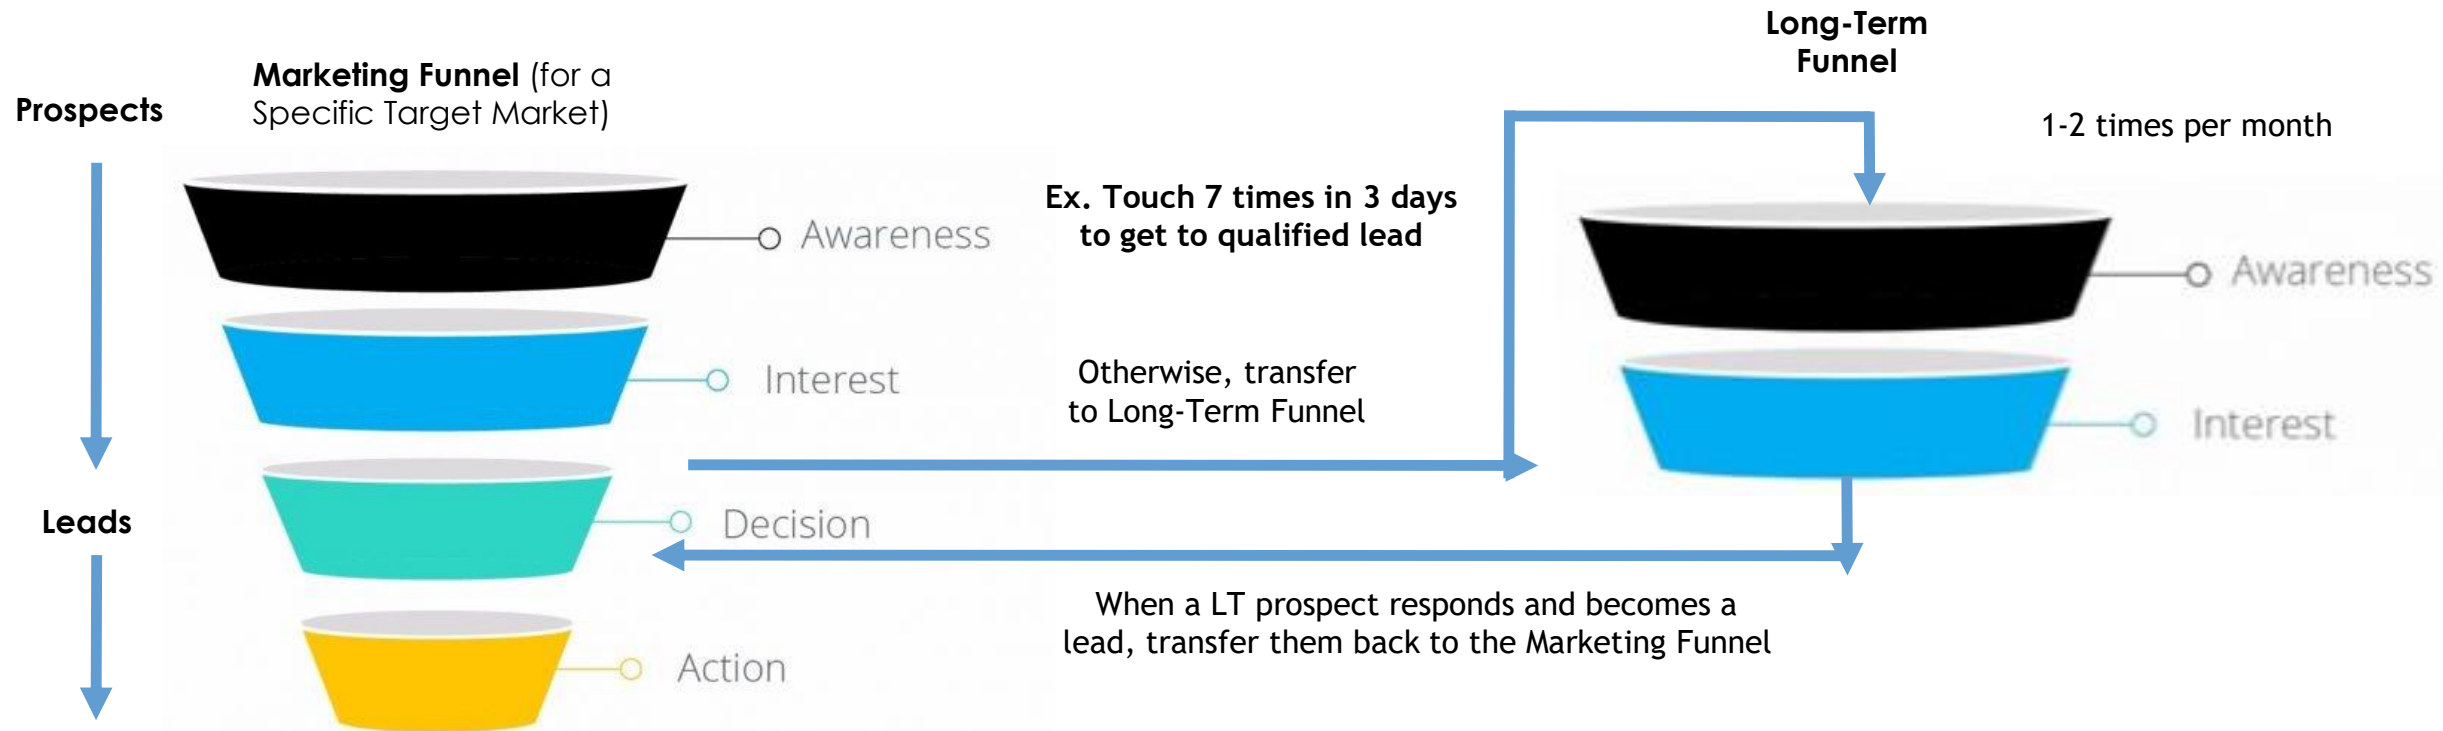 Prospects
Marketing Funnel (for a
Specific Target Market)
Awareness
Interest
Leads
Decision
Action
Ex. Touch 7 times in 3 days
to get to qualified lead
Otherwise, transfer
to Long-Term Funnel
Long-Term
Funnel
1-2 times per month
Awareness
Interest
When a LT prospect responds and becomes a
lead, transfer them back to the Marketing Funnel